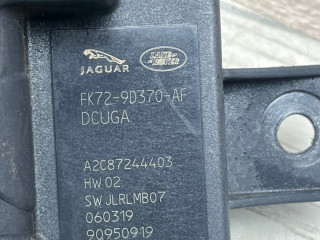 JAGUAR LAND ROVER
FK72-9D370-AF
DCUGA
A2C87244403
HW 02
SW JLRLMB07
060319
90950919